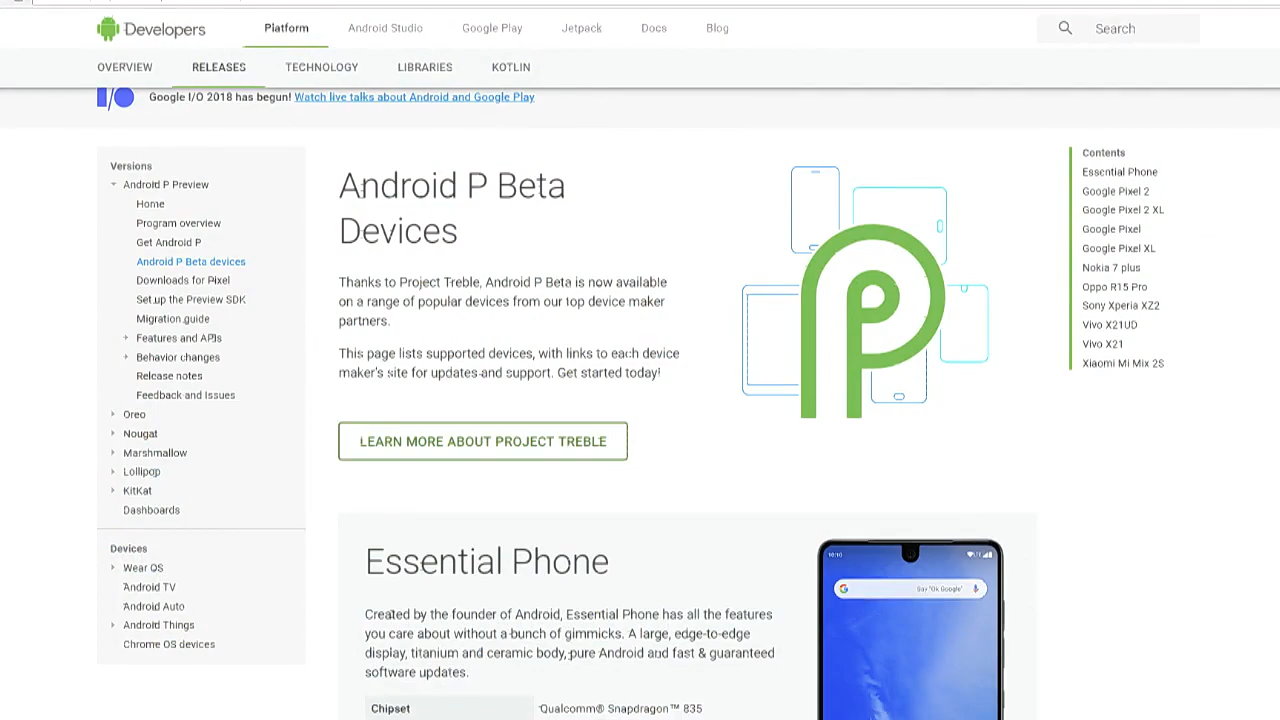 Developers
Platform
Android Studio
Google Play
Jetpack
Docs
Blog
Search
OVERVIEW
RELEASES
TECHNOLOGY
LIBRARIES
KOTLIN
I/O
Google I/O 2018 has begun! Watch live talks about Android and Google Play
Versions
Android P Preview
Home
Program overview
Get Android P
Android P Beta devices
Downloads for Pixel
Set up the Preview SDK
Migration guide
Features and APIs
Behavior changes
Release notes
Feedback and Issues
Oreo
Nougat
Marshmallow
Lollipop
KitKat
Dashboards
Devices
Wear OS
Android TV
Android Auto
Android Things
Chrome OS devices
Android P Beta
Devices
Thanks to Project Treble, Android P Beta is now available
on a range of popular devices from our top device maker
partners.
This page lists supported devices, with links to each device
maker's site for updates and support. Get started today!
LEARN MORE ABOUT PROJECT TREBLE
Contents
Essential Phone
Google Pixel 2
Google Pixel 2 XL
Google Pixel
Google Pixel XL
Nokia 7 plus
Oppo R15 Pro
Sony Xperia XZ2
Vivo X21UD
Vivo X21
Xiaomi Mi Mix 2S
Essential Phone
Created by the founder of Android, Essential Phone has all the features
you care about without a bunch of gimmicks. A large, edge-to-edge
display, titanium and ceramic body, pure Android and fast & guaranteed
software updates.
Chipset
Qualcomm® Snapdragon™ 835
10:10
Say "Ok Google"